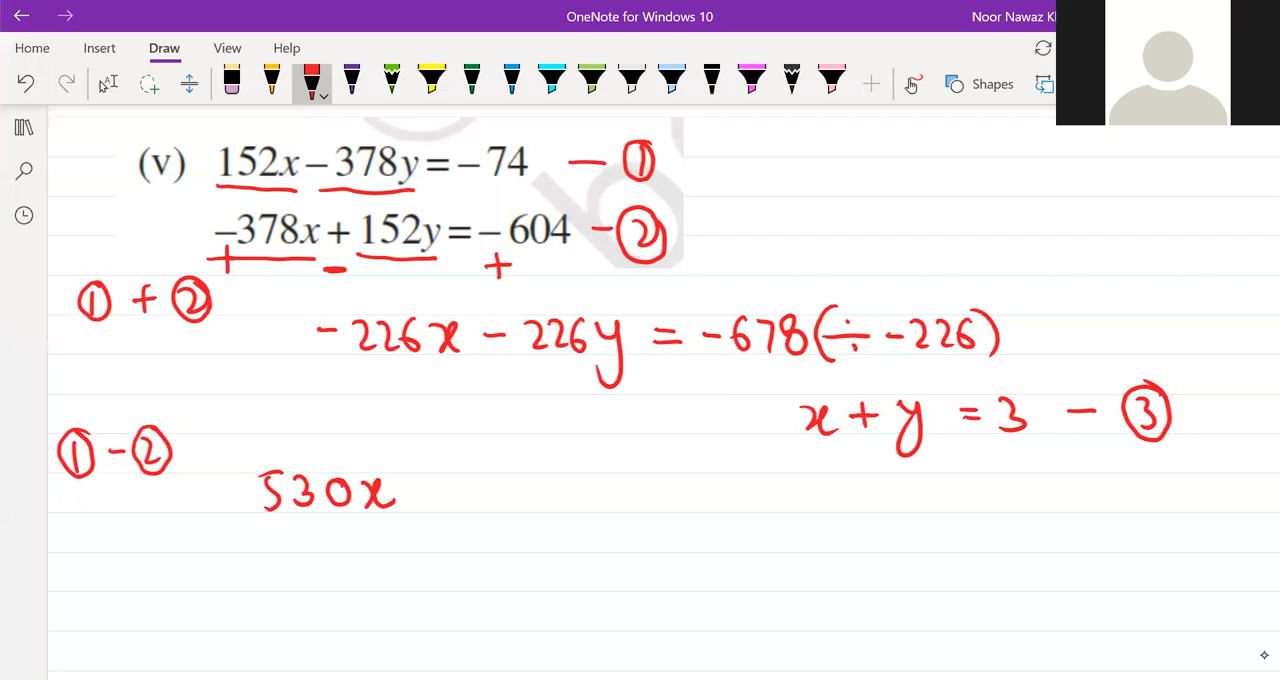 OneNote for Windows 10
Noor Nawaz K
Home Insert Draw View Help
Shapes
(v) 152x – 378y = – 74 – ①
–378x + 152y = – 604 – ②
+ - +
① + ②
- 226x - 226y = - 678 (÷ - 226)
x + y = 3 - ③
① - ②
530x